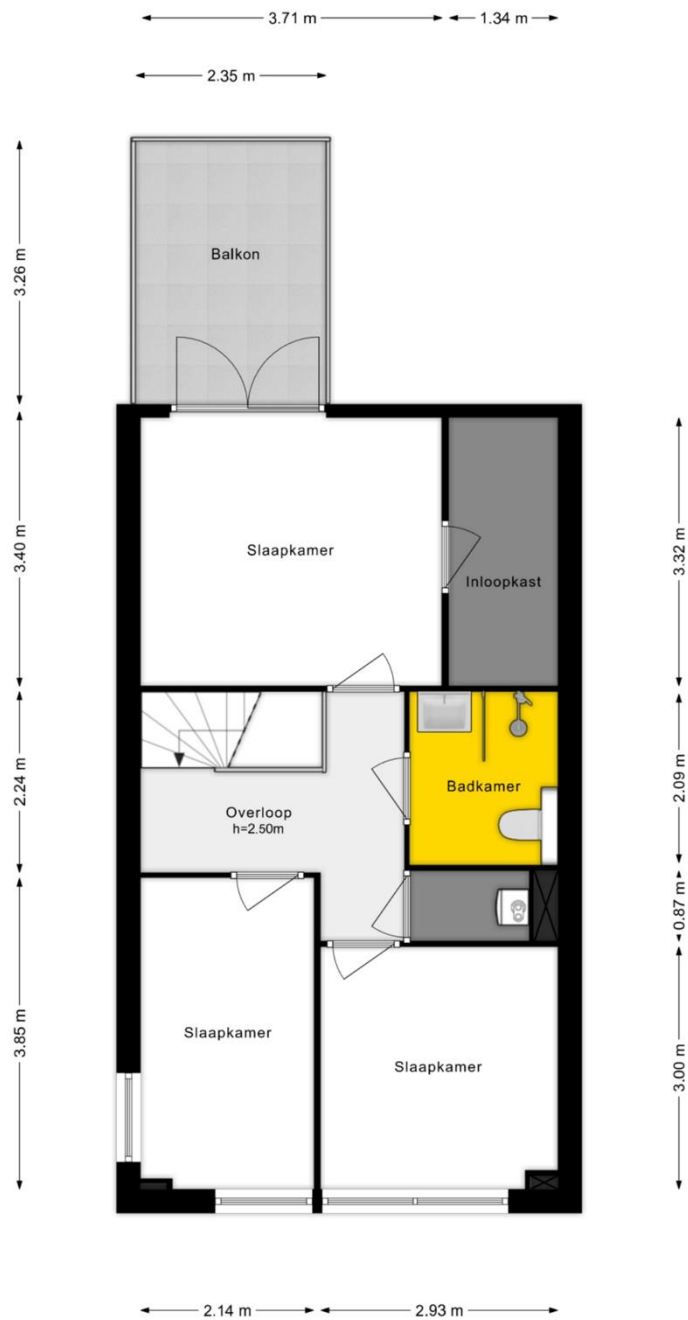 3.71 m
1.34 m
2.35 m
3.26 m
Balkon
3.40 m
3.32 m
Slaapkamer
Inloopkast
2.24 m
2.09 m
Badkamer
Overloop
h=2.50m
0.87 m
3.85 m
3.00 m
Slaapkamer
Slaapkamer
2.14 m
2.93 m